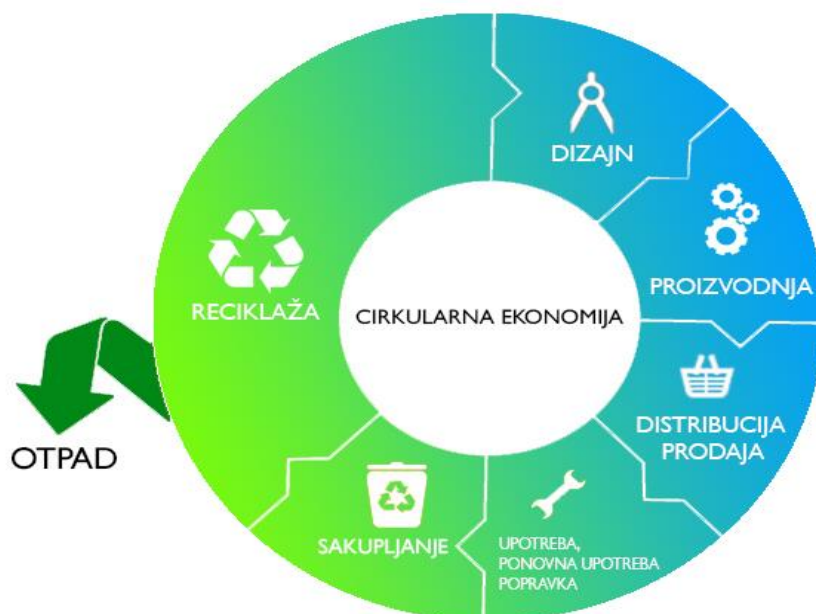 DIZAJN
PROIZVODNJA
DISTRIBUCIJA
PRODAJA
UPOTREBA,
PONOVNA UPOTREBA
POPRAVKA
SAKUPLJANJE
RECIKLAŽA
OTPAD
CIRKULARNA EKONOMIJA